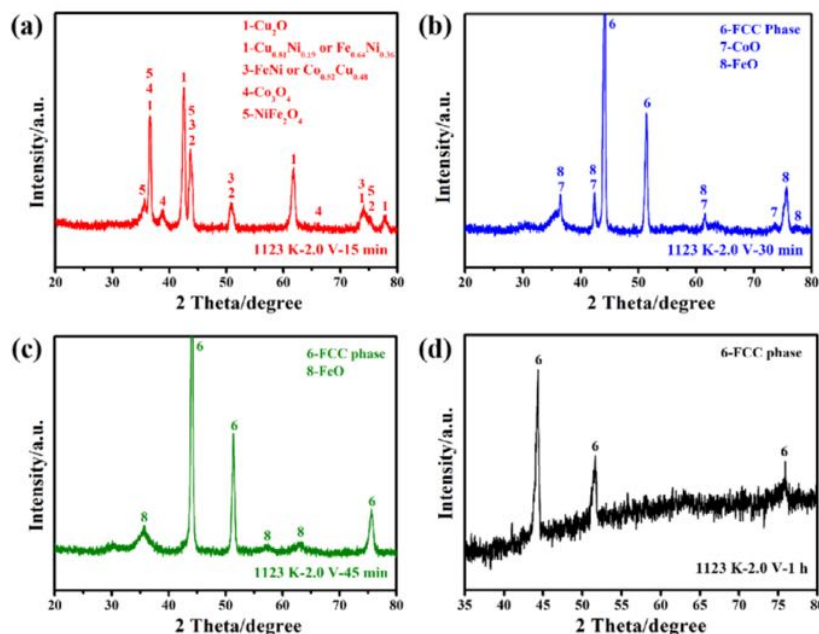 (a)
1-Cu2O
1-Cu0.81Ni0.19 or Fe0.64Ni0.36
3-FeNi or Co0.52Cu0.48
4-Co3O4
5-NiFe2O4
5
4
1
1
5
3
2
5
4
3
2
1
4
3
1
5
2
1
1123 K-2.0 V-15 min
Intensity/a.u.
20 30 40 50 60 70 80
2 Theta/degree
(b)
6
6-FCC Phase
7-CoO
8-FeO
6
8
7
8
7
8
7
7
8
8
1123 K-2.0 V-30 min
Intensity/a.u.
20 30 40 50 60 70 80
2 Theta/degree
(c)
6
6-FCC phase
8-FeO
6
8
8
8
6
1123 K-2.0 V-45 min
Intensity/a.u.
20 30 40 50 60 70 80
2 Theta/degree
(d)
6-FCC phase
6
6
6
1123 K-2.0 V-1 h
Intensity/a.u.
35 40 45 50 55 60 65 70 75 80
2 Theta/degree